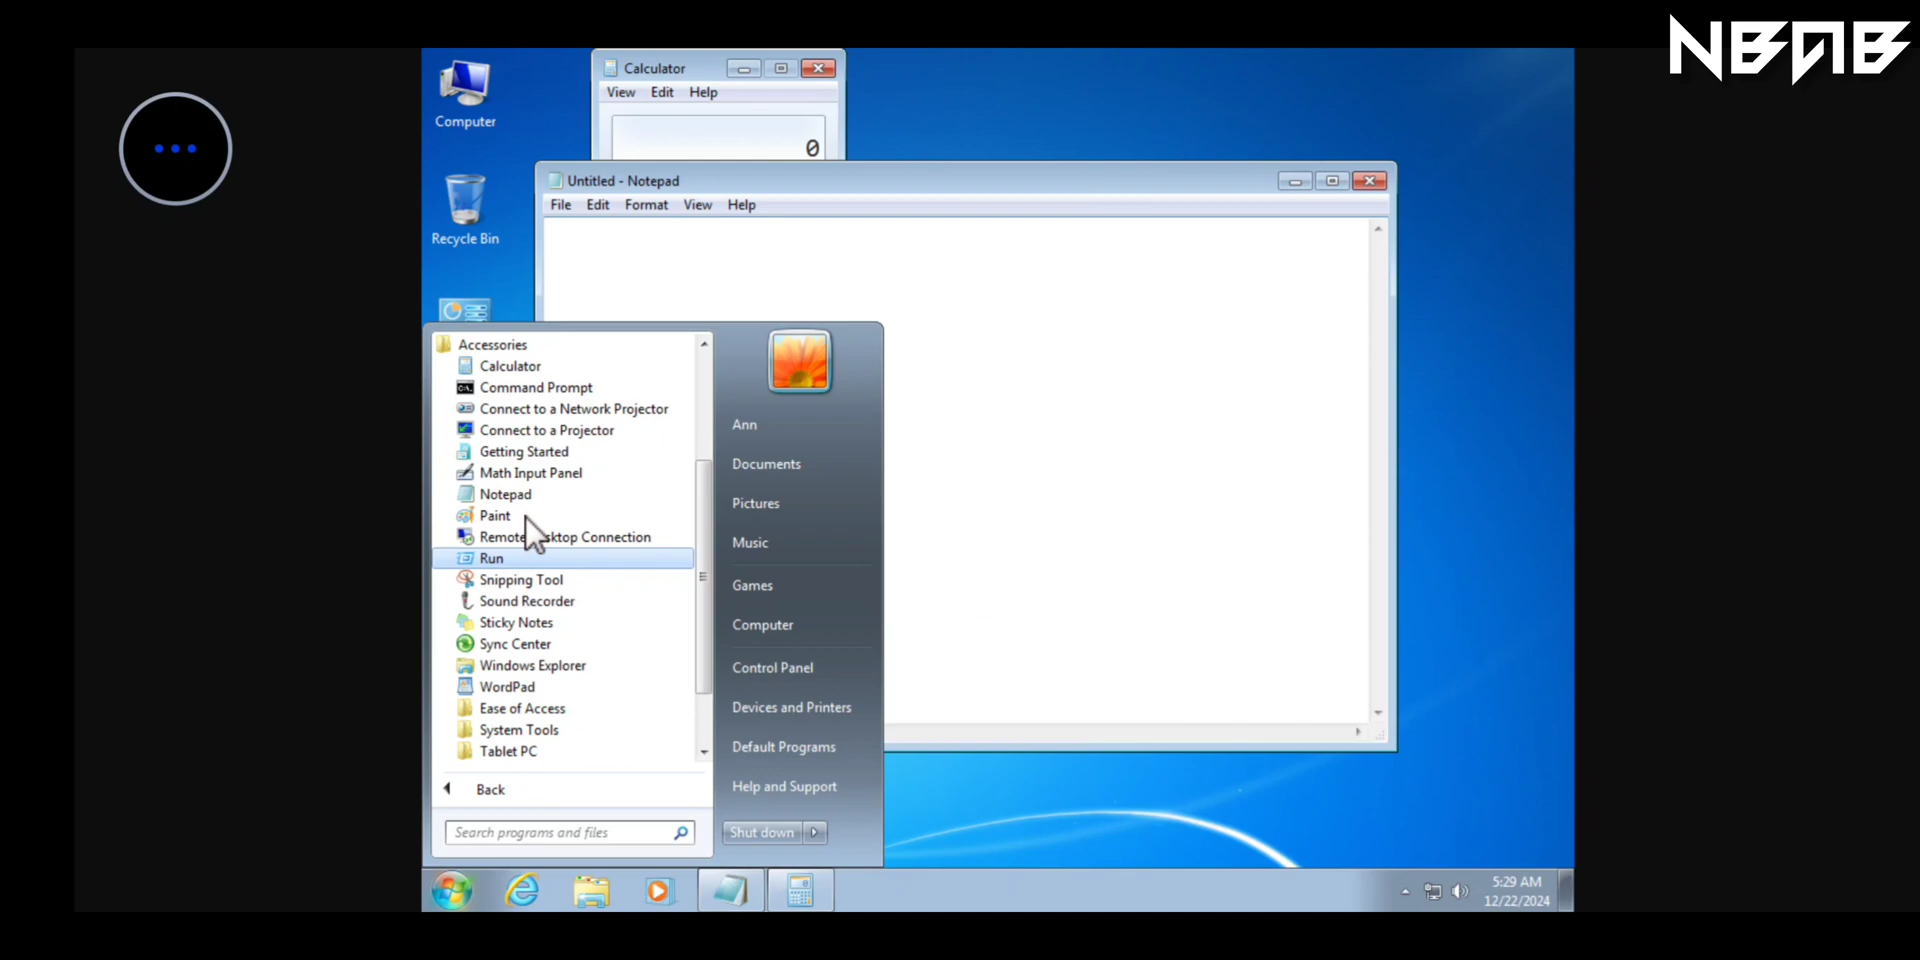 NBAB
Computer
Recycle Bin
Calculator
View Edit Help
0
Untitled - Notepad
File Edit Format View Help
Accessories
Calculator
Command Prompt
Connect to a Network Projector
Connect to a Projector
Getting Started
Math Input Panel
Notepad
Paint
Remote sktop Connection
Run
Snipping Tool
Sound Recorder
Sticky Notes
Sync Center
Windows Explorer
WordPad
Ease of Access
System Tools
Tablet PC
Back
Search programs and files
Ann
Documents
Pictures
Music
Games
Computer
Control Panel
Devices and Printers
Default Programs
Help and Support
Shut down
5:29 AM
12/22/2024